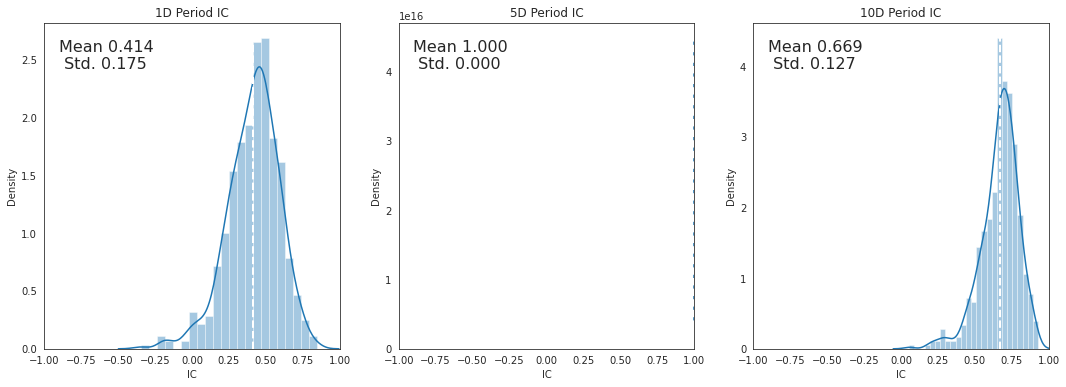 1D Period IC
Mean 0.414
Std. 0.175
Density
0.0
0.5
1.0
1.5
2.0
2.5
−1.00 −0.75 −0.50 −0.25 0.00 0.25 0.50 0.75 1.00
IC
5D Period IC
1e16
Mean 1.000
Std. 0.000
Density
0
1
2
3
4
−1.00 −0.75 −0.50 −0.25 0.00 0.25 0.50 0.75 1.00
IC
10D Period IC
Mean 0.669
Std. 0.127
Density
0
1
2
3
4
−1.00 −0.75 −0.50 −0.25 0.00 0.25 0.50 0.75 1.00
IC